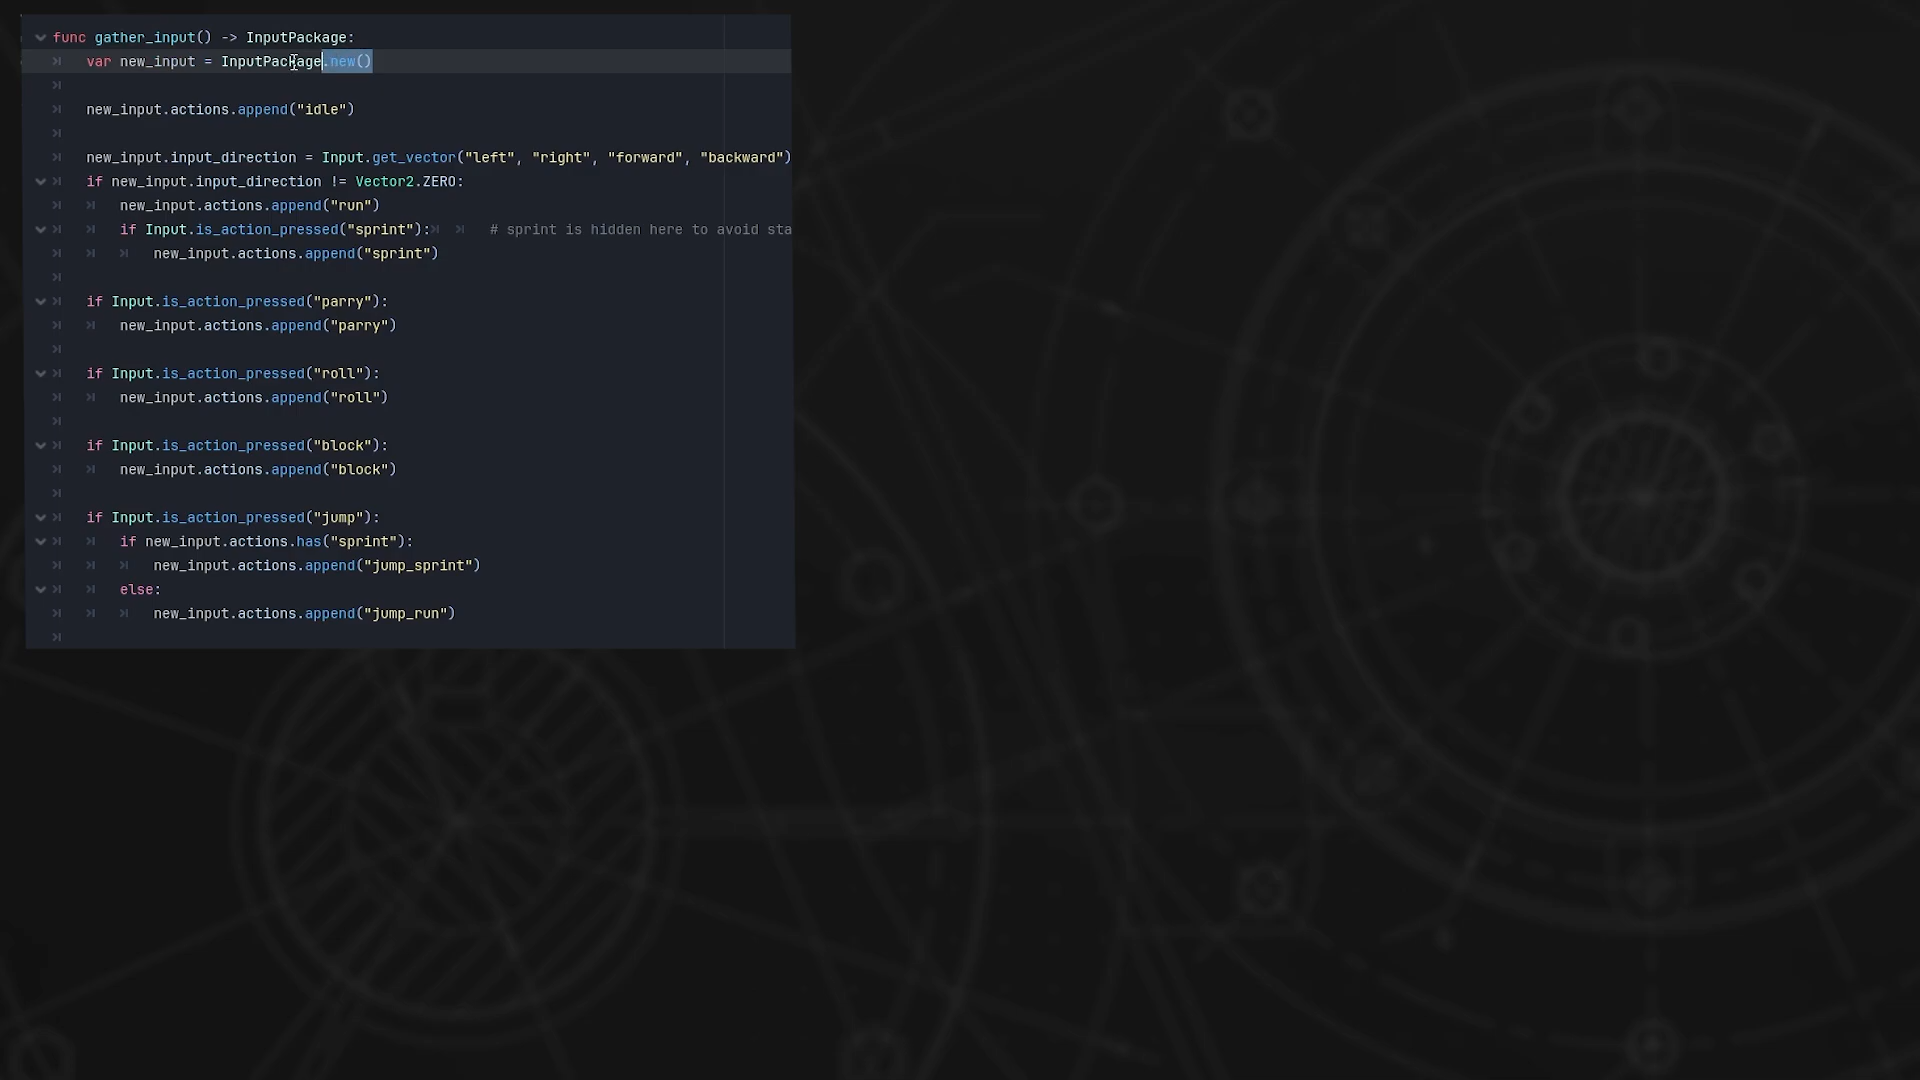 func gather_input() -> InputPackage:
var new_input = InputPackage.new()
new_input.actions.append("idle")
new_input.input_direction = Input.get_vector("left", "right", "forward", "backward")
if new_input.input_direction != Vector2.ZERO:
new_input.actions.append("run")
if Input.is_action_pressed("sprint"): # sprint is hidden here to avoid sta
new_input.actions.append("sprint")
if Input.is_action_pressed("parry"):
new_input.actions.append("parry")
if Input.is_action_pressed("roll"):
new_input.actions.append("roll")
if Input.is_action_pressed("block"):
new_input.actions.append("block")
if Input.is_action_pressed("jump"):
if new_input.actions.has("sprint"):
new_input.actions.append("jump_sprint")
else:
new_input.actions.append("jump_run")